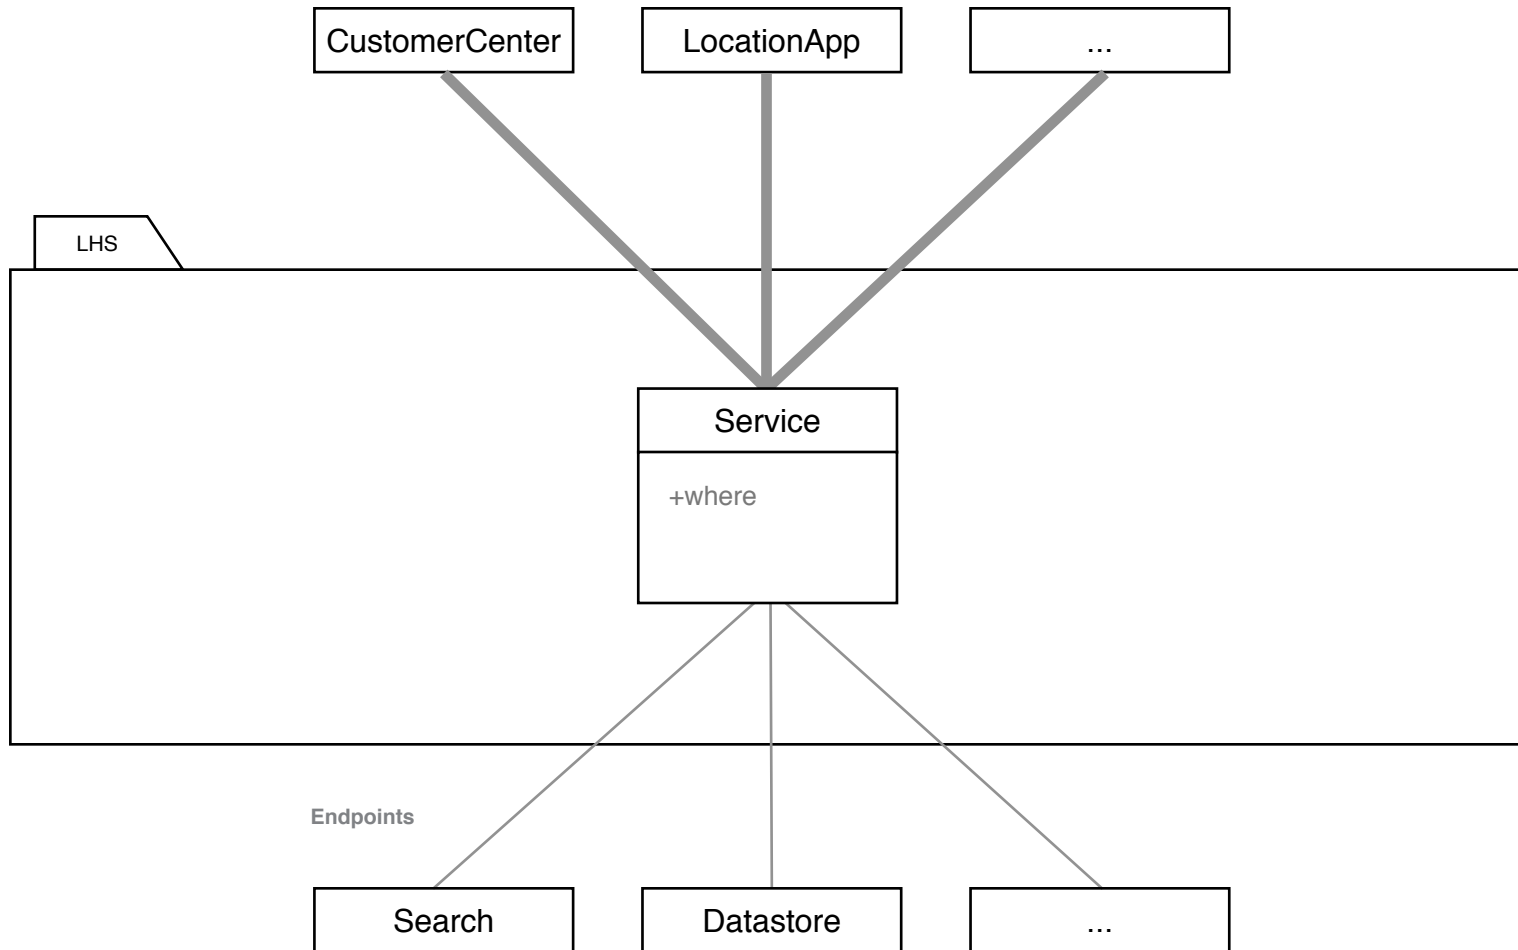 CustomerCenter
LocationApp
...
LHS
Service
+where
Endpoints
Search
Datastore
...